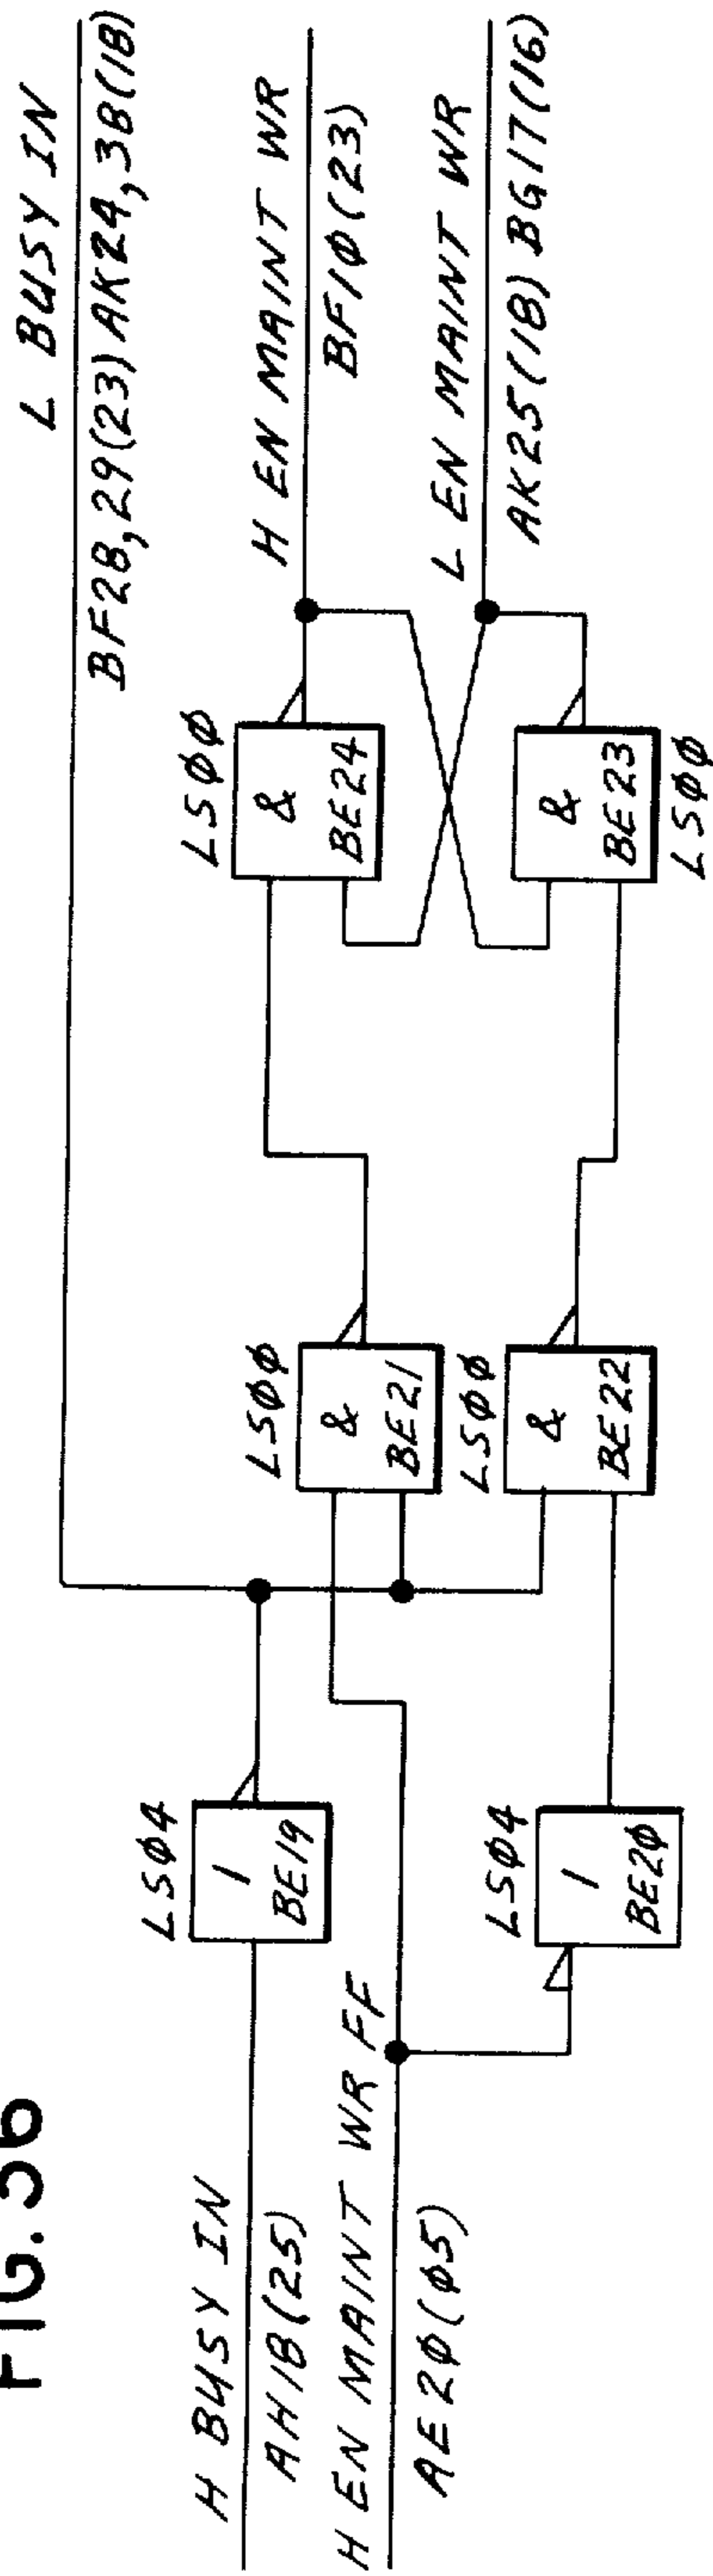 L BUSY IN
BF28,29(23)AK24,38(18)
H EN MAINT WR
BF1φ(23)
L EN MAINT WR
AK25(18) BG17(16)
LSφφ
&
BE24
&
BE23
LSφφ
LSφφ
&
BE21
LSφφ
&
BE22
LSφ4
1
BE19
LSφ4
1
BE2φ
H BUSY IN
AH18(25)
H EN MAINT WR FF
AE2φ(φ5)